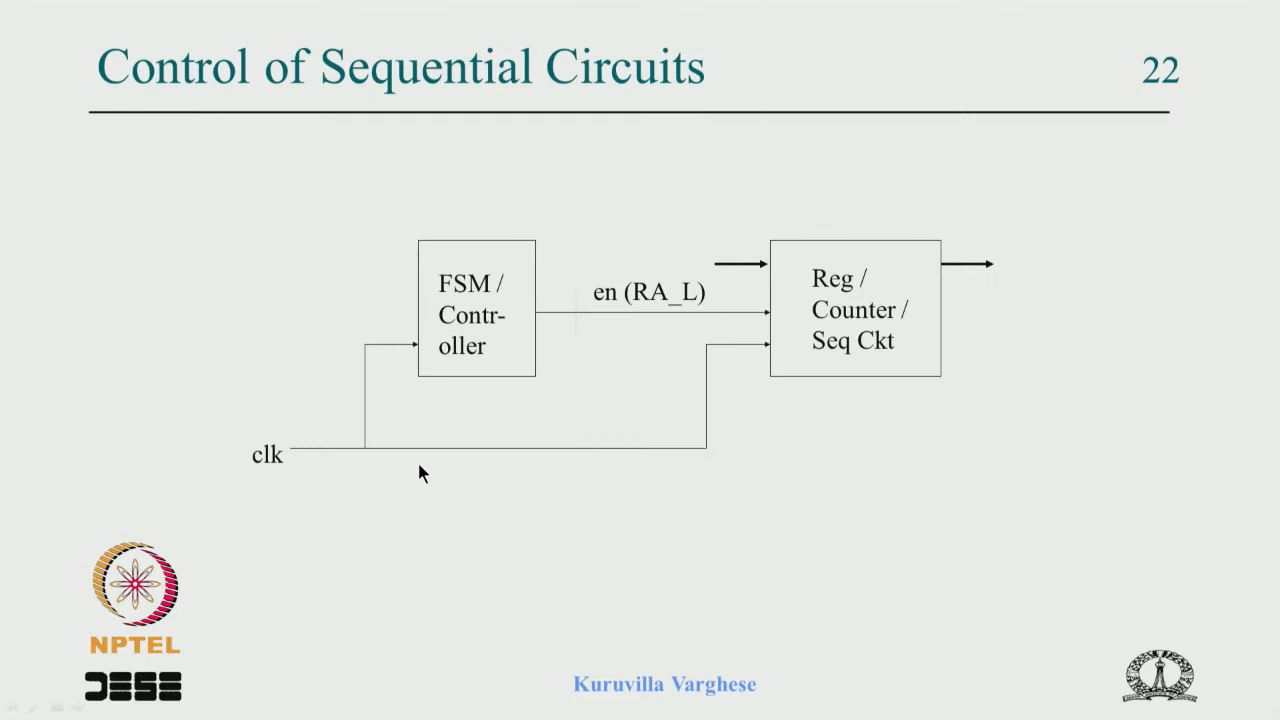 Control of Sequential Circuits
22
FSM /
Contr-
oller
en (RA_L)
Reg /
Counter /
Seq Ckt
clk
NPTEL
DESE
Kuruvilla Varghese